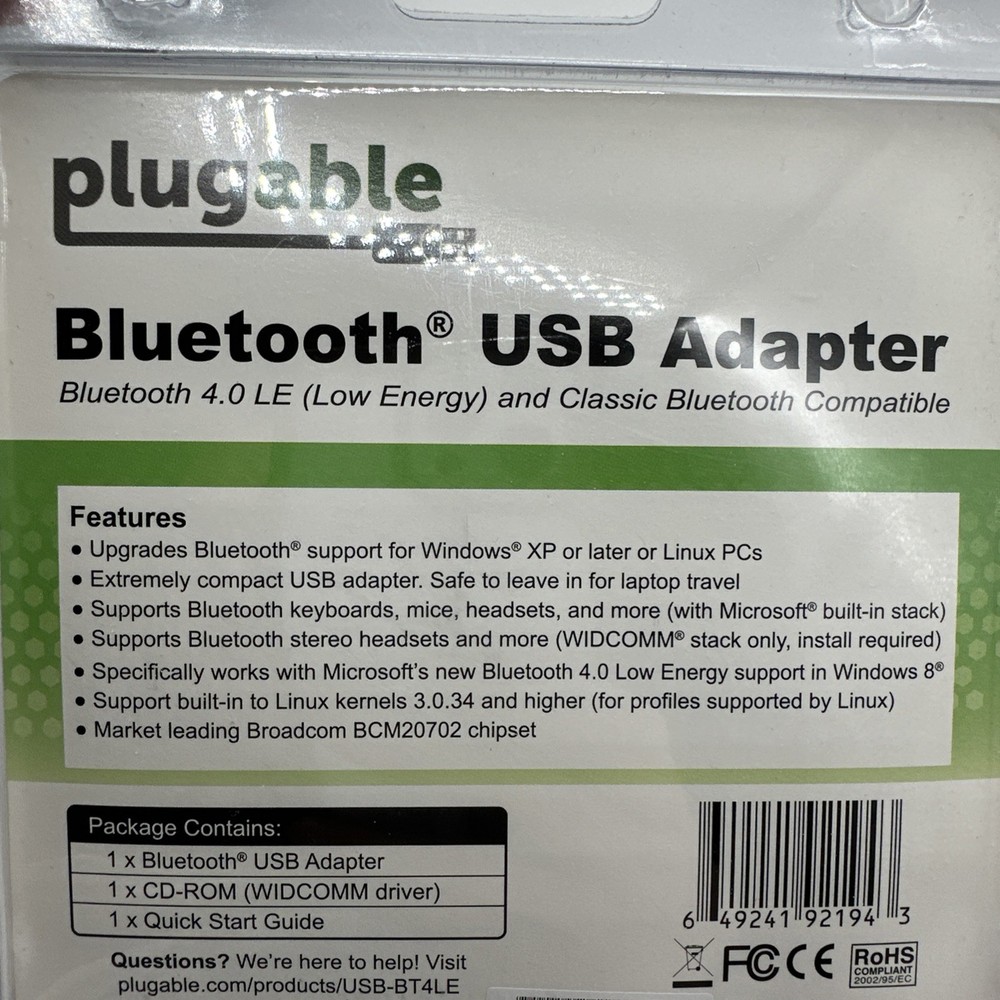 plugable
Bluetooth® USB Adapter
Bluetooth 4.0 LE (Low Energy) and Classic Bluetooth Compatible
Features
• Upgrades Bluetooth® support for Windows® XP or later or Linux PCs
• Extremely compact USB adapter. Safe to leave in for laptop travel
• Supports Bluetooth keyboards, mice, headsets, and more (with Microsoft® built-in stack)
• Supports Bluetooth stereo headsets and more (WIDCOMM® stack only, install required)
• Specifically works with Microsoft's new Bluetooth 4.0 Low Energy support in Windows 8®
• Support built-in to Linux kernels 3.0.34 and higher (for profiles supported by Linux)
• Market leading Broadcom BCM20702 chipset
Package Contains:
1 x Bluetooth® USB Adapter
1 x CD-ROM (WIDCOMM driver)
1 x Quick Start Guide
Questions? We're here to help! Visit
plugable.com/products/USB-BT4LE
6 49241 92194 3
FC CE
RoHS
COMPLIANT
2002/95/EC